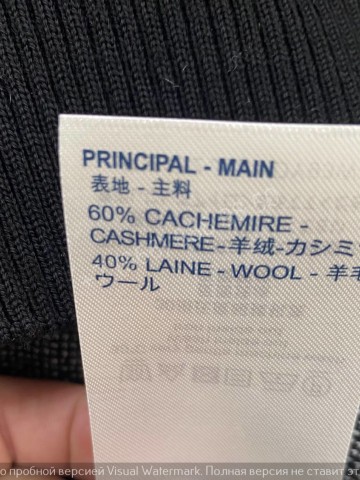 PRINCIPAL - MAIN
表地 - 主料
60% CACHEMIRE -
CASHMERE-羊绒-カシミ
40% LAINE - WOOL - 羊毛
ウール
о пробной версией Visual Watermark. Полная версия не ставит э